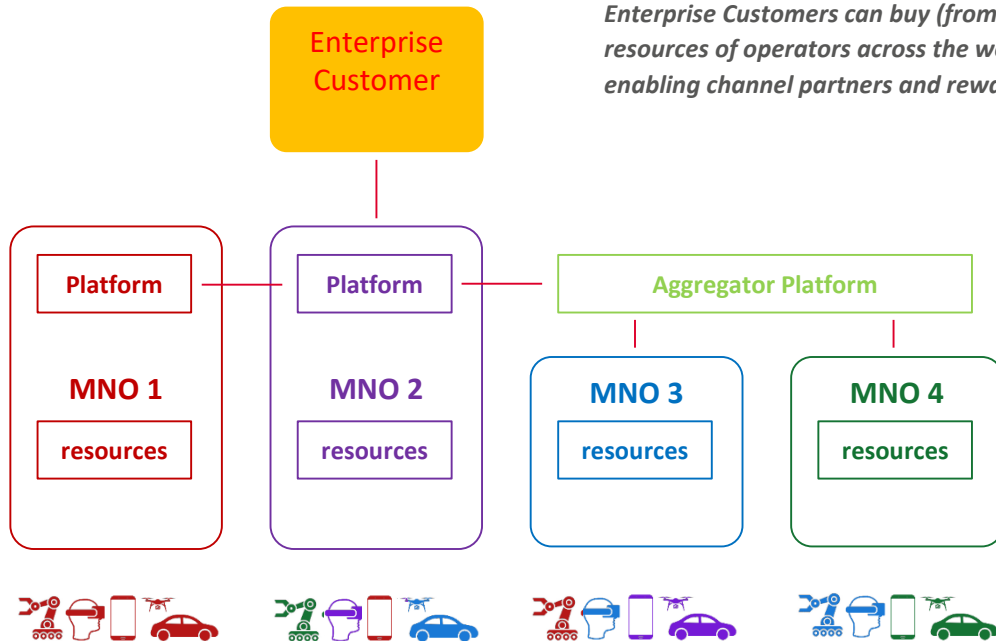 Enterprise Customers can buy (from
resources of operators across the
enabling channel partners and
Enterprise
Customer
Platform
Platform
Aggregator Platform
MNO 1
MNO 2
MNO 3
MNO 4
resources
resources
resources
resources